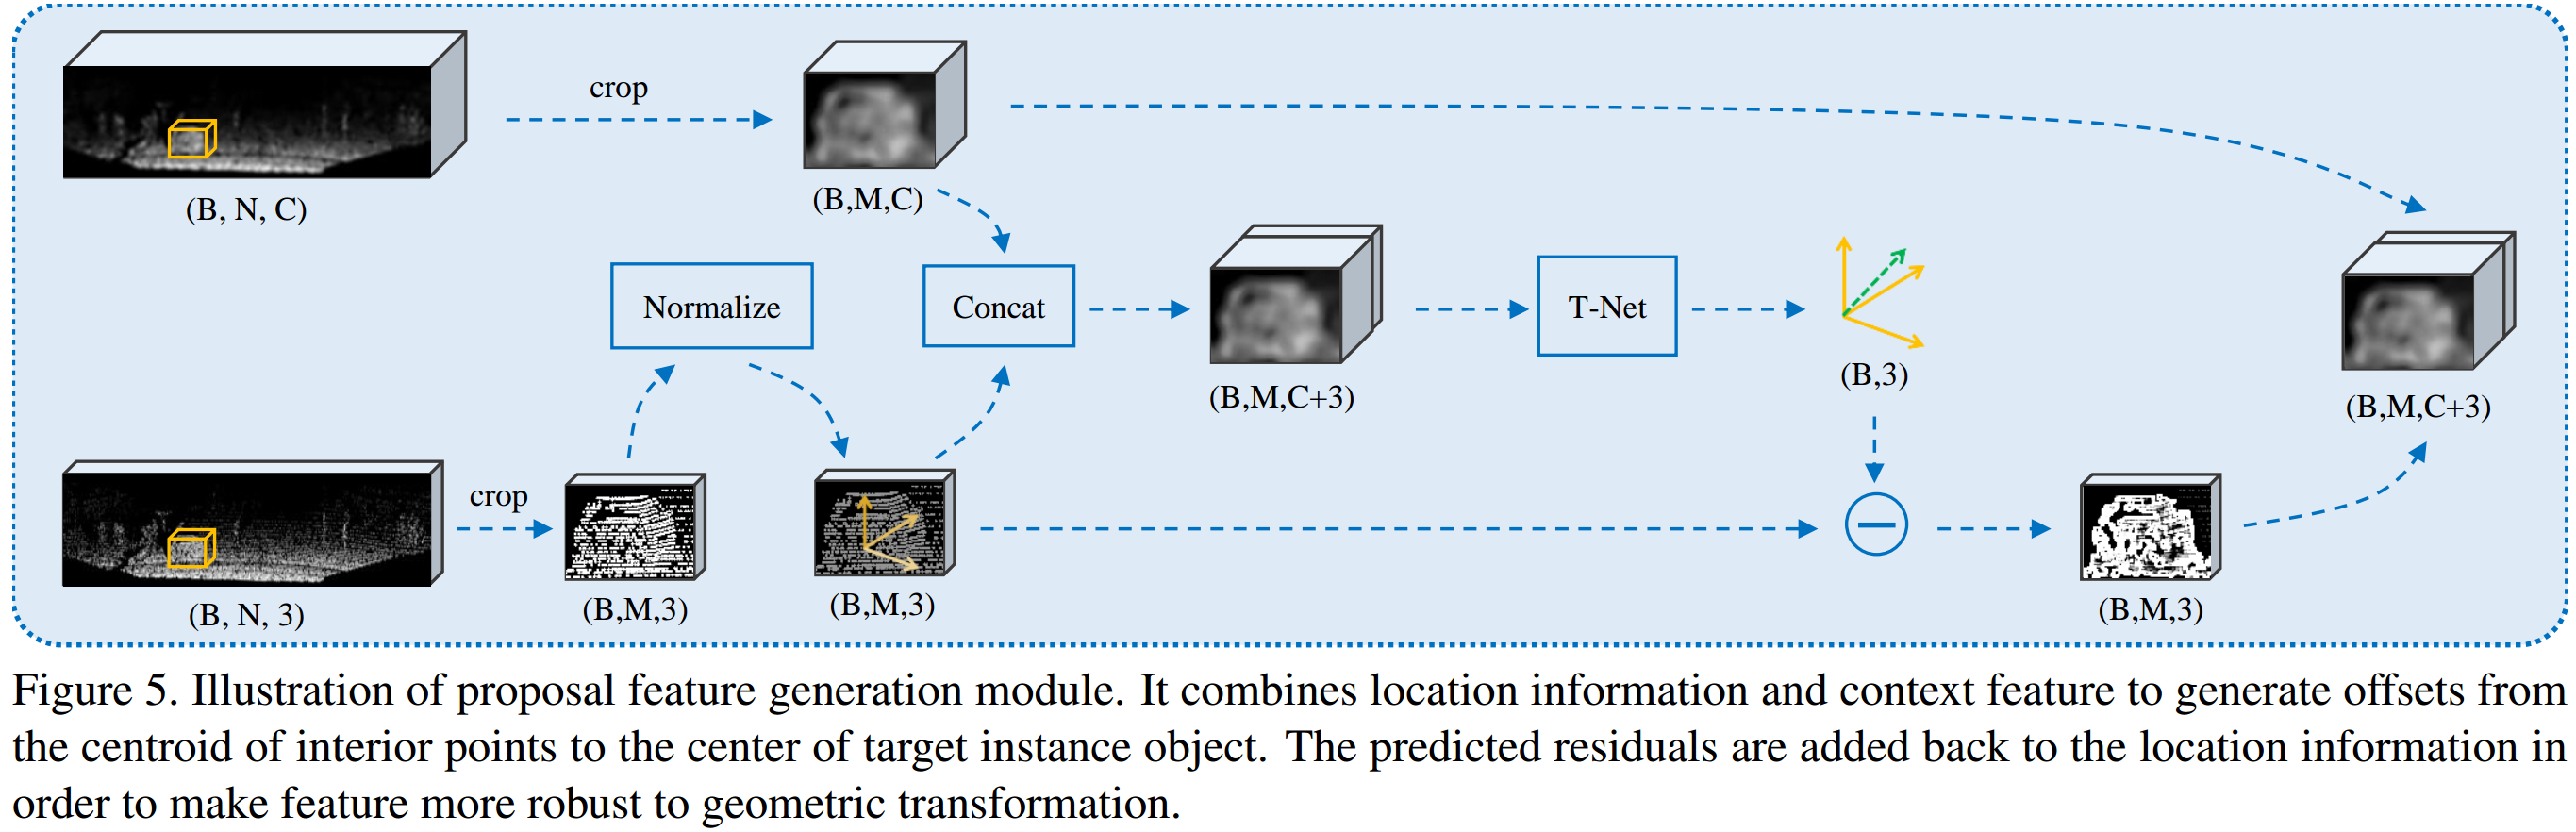 crop
(B, N, C)
(B,M,C)
Normalize
Concat
T-Net
(B,M,C+3)
(B,3)
(B,M,C+3)
crop
(B, N, 3)
(B,M,3)
(B,M,3)
(B,M,3)
Figure 5. Illustration of proposal feature generation module. It combines location information and context feature to generate offsets from
the centroid of interior points to the center of target instance object. The predicted residuals are added back to the location information in
order to make feature more robust to geometric transformation.